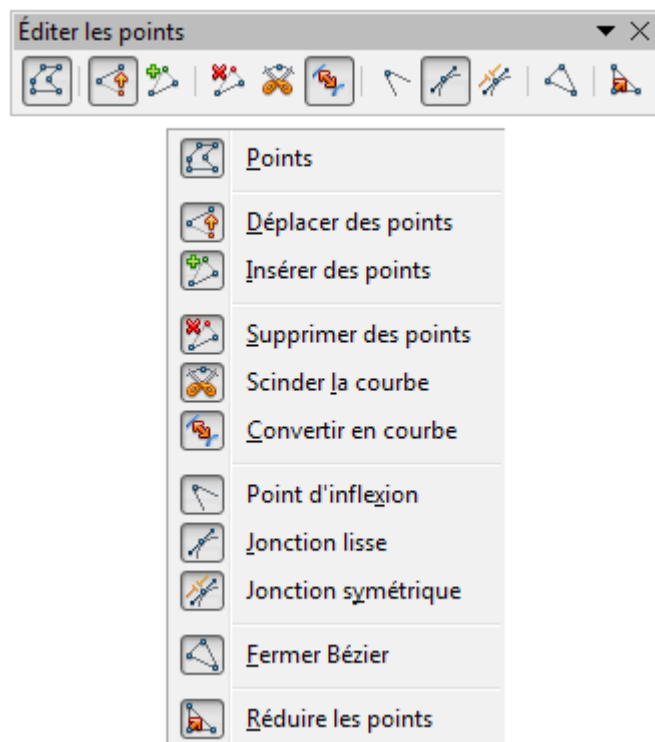 Éditer les points
Points
Déplacer des points
Insérer des points
Supprimer des points
Scinder la courbe
Convertir en courbe
Point d'inflexion
Jonction lisse
Jonction symétrique
Fermer Bézier
Réduire les points